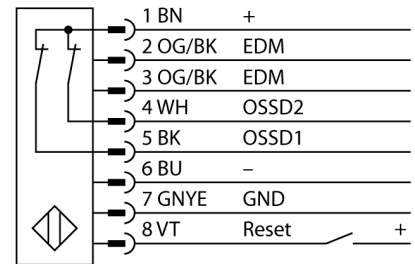 1 BN +
2 OG/BK EDM
3 OG/BK EDM
4 WH OSSD2
5 BK OSSD1
6 BU –
7 GNYE GND
8 VT Reset +